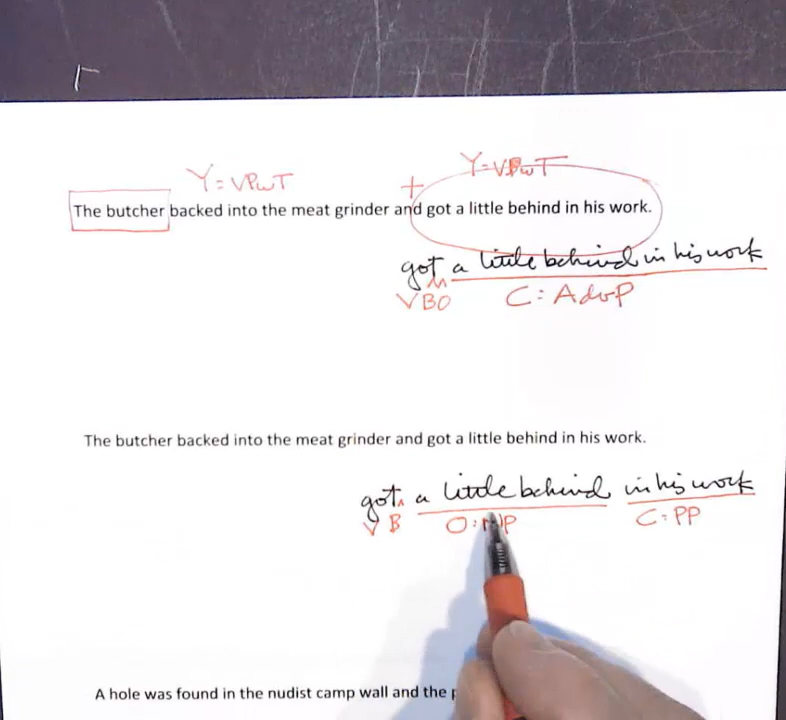 Y=VPwT Y=VPwT
+
The butcher backed into the meat grinder and got a little behind in his work.
got a little behind in his work
VBO C: AdvP
The butcher backed into the meat grinder and got a little behind in his work.
got a little behind in his work
V B O: NP C: PP
A hole was found in the nudist camp wall and the